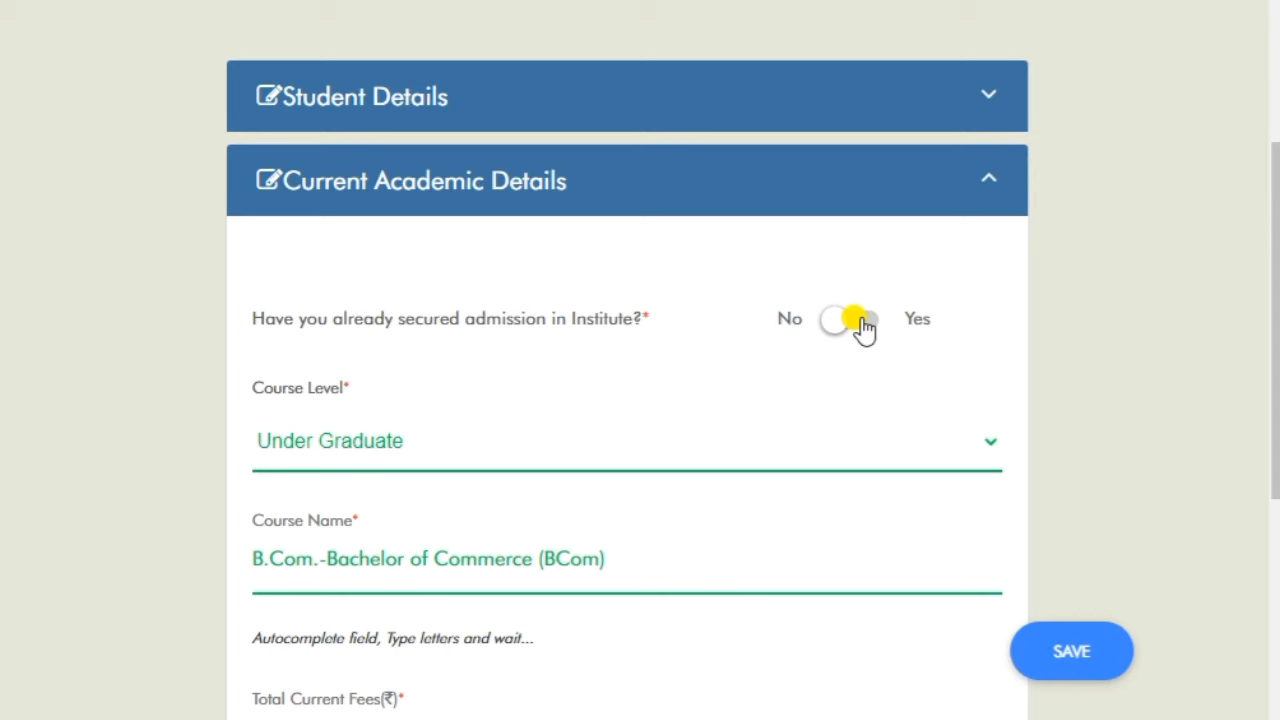 Student Details
Current Academic Details
Have you already secured admission in Institute?* No Yes
Course Level*
Under Graduate
Course Name*
B.Com.-Bachelor of Commerce (BCom)
Autocomplete field, Type letters and wait...
SAVE
Total Current Fees(₹)*